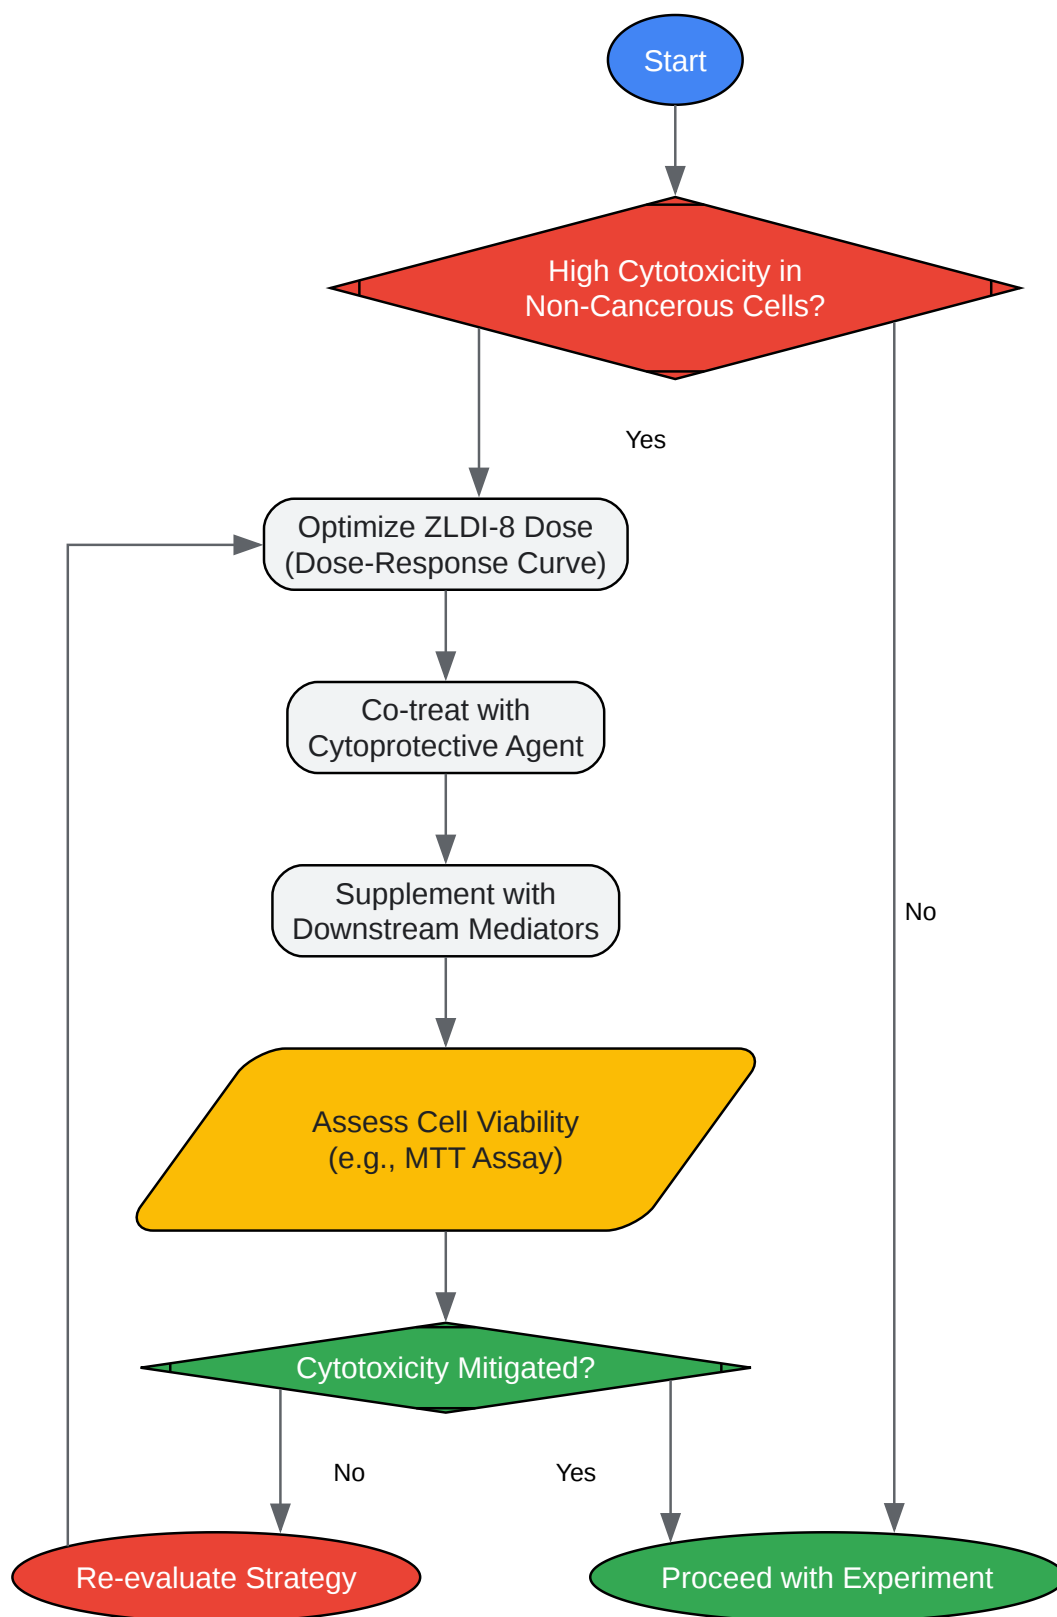 Start
High Cytotoxicity in
Non-Cancerous Cells?
Yes
Optimize ZLDI-8 Dose
(Dose-Response Curve)
Co-treat with
Cytoprotective Agent
Supplement with
Downstream Mediators
No
Assess Cell Viability
(e.g., MTT Assay)
Cytotoxicity Mitigated?
No
Yes
Re-evaluate Strategy
Proceed with Experiment